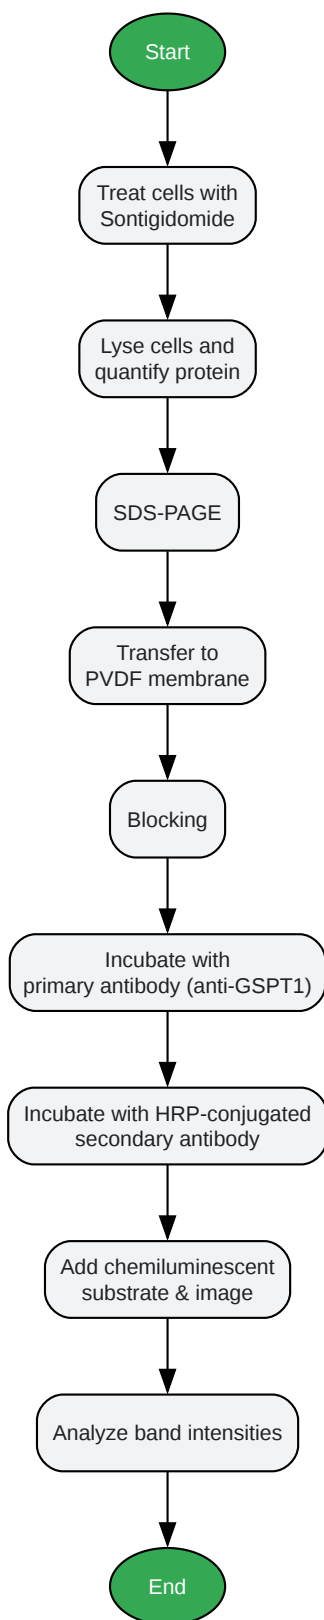 Start
Treat cells with
Sontigidomide
Lyse cells and
quantify protein
SDS-PAGE
Transfer to
PVDF membrane
Blocking
Incubate with
primary antibody (anti-GSPT1)
Incubate with HRP-conjugated
secondary antibody
Add chemiluminescent
substrate & image
Analyze band intensities
End